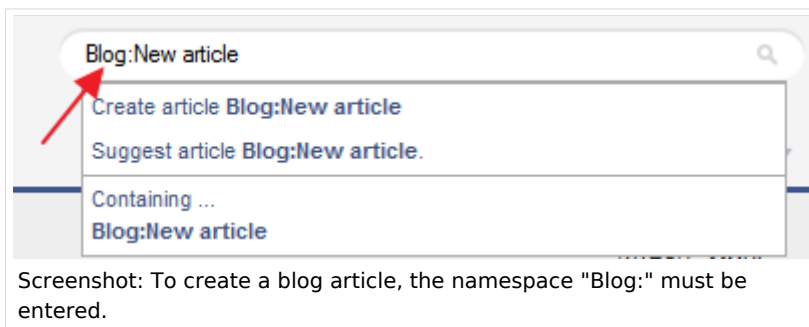 Blog:New article
Create article Blog:New article
Suggest article Blog:New article.
Containing ...
Blog:New article
Screenshot: To create a blog article, the namespace "Blog:" must be
entered.